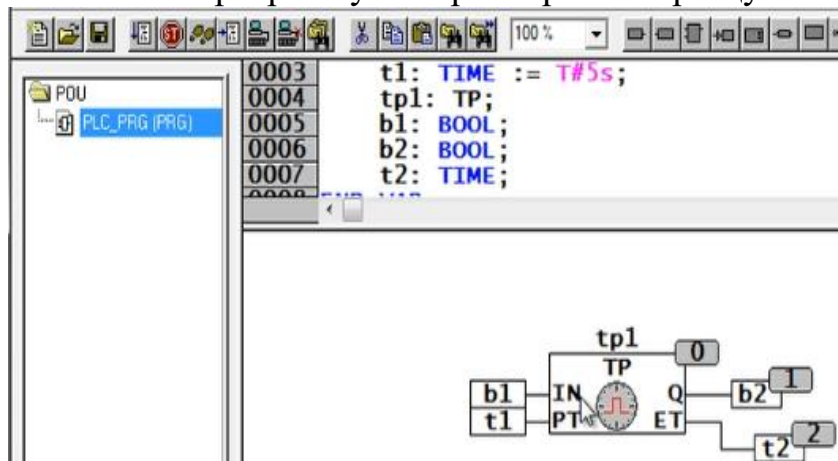 100 %
POU
PLC_PRG (PRG)
0003 t1: TIME := T#5s;
0004 tp1: TP;
0005 b1: BOOL;
0006 b2: BOOL;
0007 t2: TIME;
tp1
0
TP
b1 IN Q b2 1
t1 PT ET
t2 2